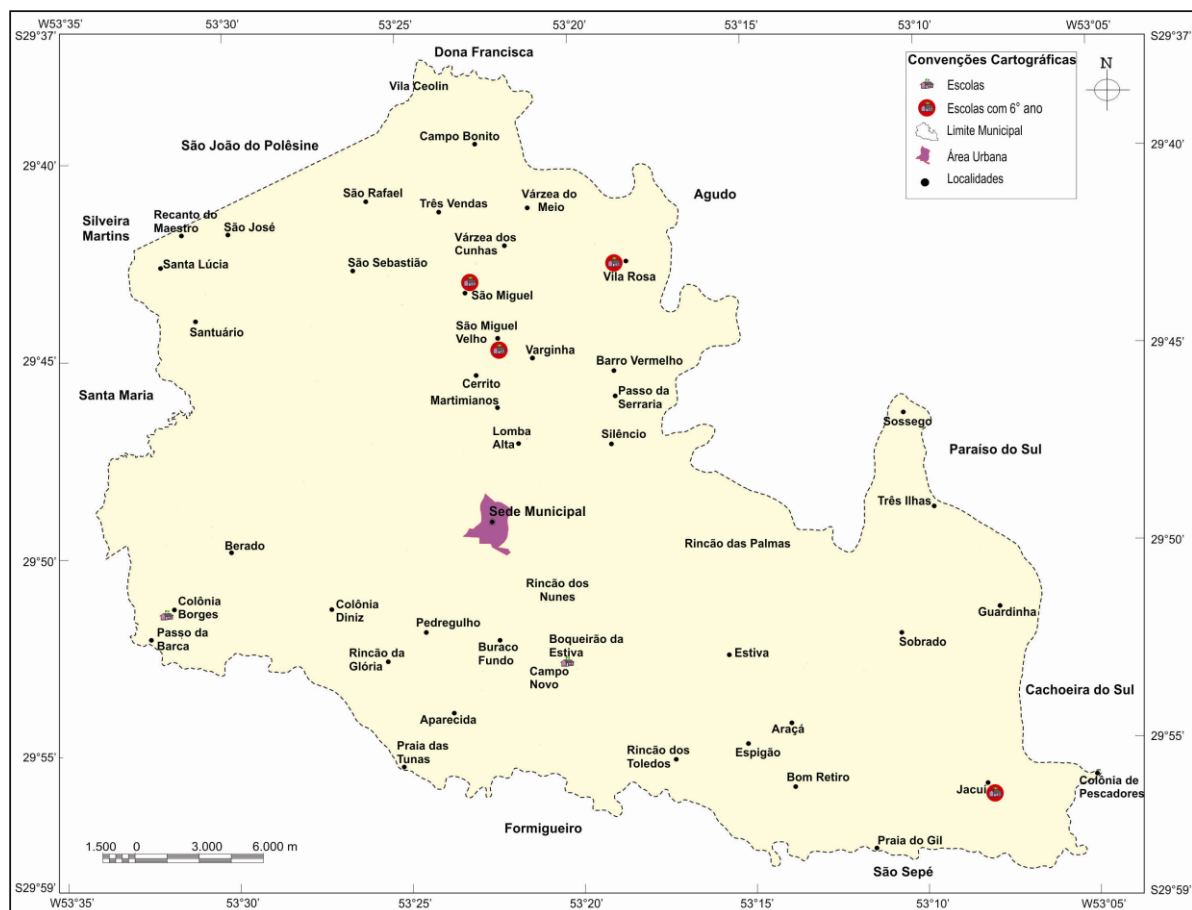 W53°35' 53°30' 53°25' 53°20' 53°15' 53°10' W53°05'
S29°37' S29°37'
Dona Francisca
Convenções Cartográficas
N
Escolas
Escolas com 6° ano
Limite Municipal
Área Urbana
Localidades
Vila Ceolin
Campo Bonito
São João do Polêsine
29°40' 29°40'
São Rafael
Três Vendas
Várzea do
Meio
Agudo
Silveira
Martins
Recanto do
Maestro
São José
Várzea dos
Cunhas
Santa Lúcia
São Sebastião
Vila Rosa
São Miguel
Santuário
São Miguel
Velho
Varginha
29°45' 29°45'
Barro Vermelho
Cerrito
Santa Maria
Martimianos
Passo da
Serraria
Lomba
Alta
Silêncio
Sossego
Paraíso do Sul
Três Ilhas
Sede Municipal
Rincão das Palmas
Berado
29°50' 29°50'
Rincão dos
Nunes
Colônia
Borges
Colônia
Diniz
Guardinha
Passo da
Barca
Pedregulho
Buraco
Fundo
Boqueirão da
Estiva
Sobrado
Rincão da
Glória
Campo
Novo
Estiva
Cachoeira do Sul
Aparecida
Araçá
29°55' 29°55'
Praia das
Tunas
Rincão dos
Toledos
Espigão
Bom Retiro
Jacuí
Colônia de
Pescadores
Formigueiro
Praia do Gil
São Sepé
1.500 0 3.000 6.000 m
S29°59' S29°59'
W53°35' 53°30' 53°25' 53°20' 53°15' 53°10' W53°05'